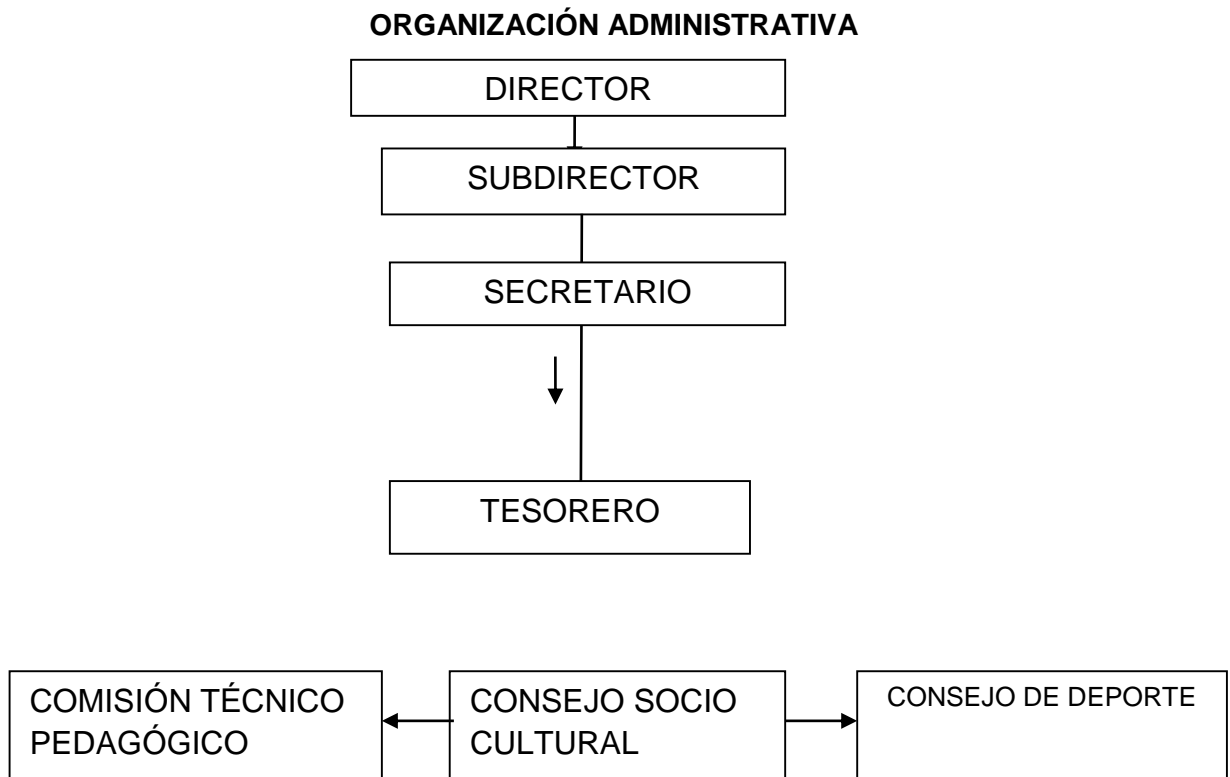 ORGANIZACIÓN ADMINISTRATIVA
DIRECTOR
SUBDIRECTOR
SECRETARIO
TESORERO
COMISIÓN TÉCNICO
PEDAGÓGICO
CONSEJO SOCIO
CULTURAL
CONSEJO DE DEPORTE